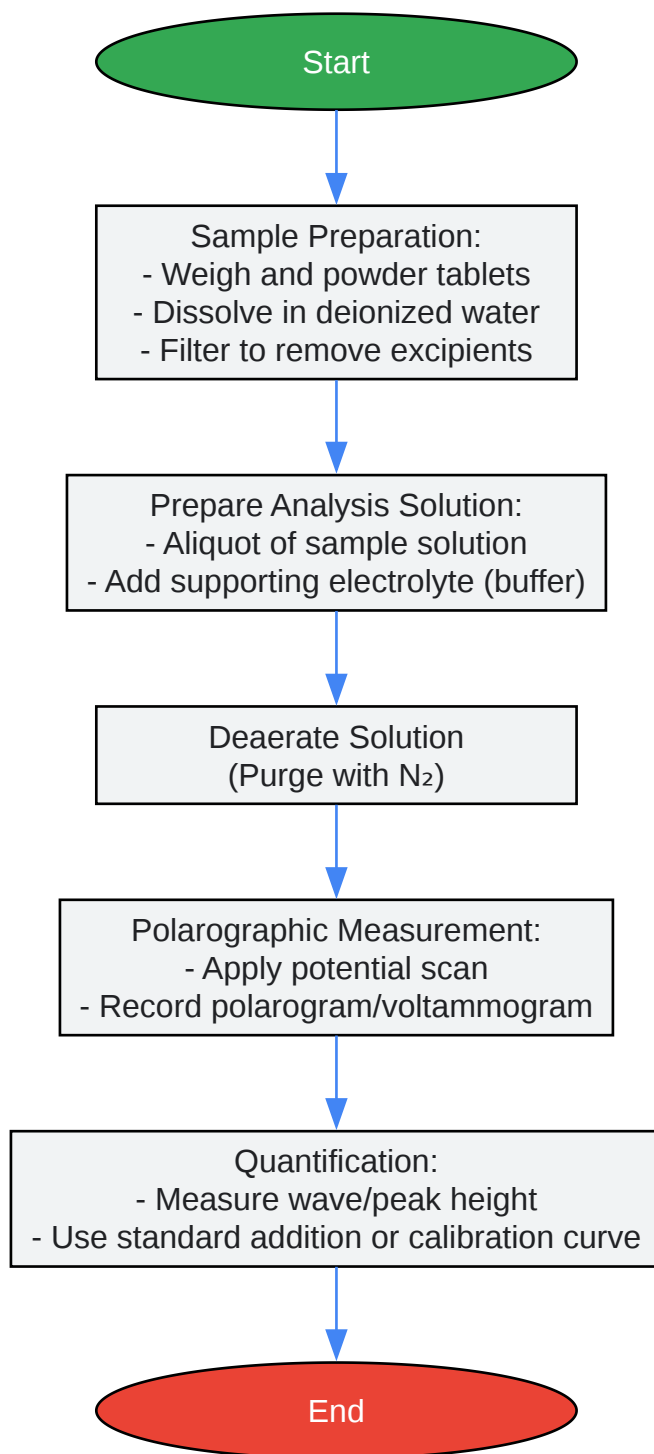 Start
Sample Preparation:
- Weigh and powder tablets
- Dissolve in deionized water
- Filter to remove excipients
Prepare Analysis Solution:
- Aliquot of sample solution
- Add supporting electrolyte (buffer)
Deaerate Solution
(Purge with N₂)
Polarographic Measurement:
- Apply potential scan
- Record polarogram/voltammogram
Quantification:
- Measure wave/peak height
- Use standard addition or calibration curve
End